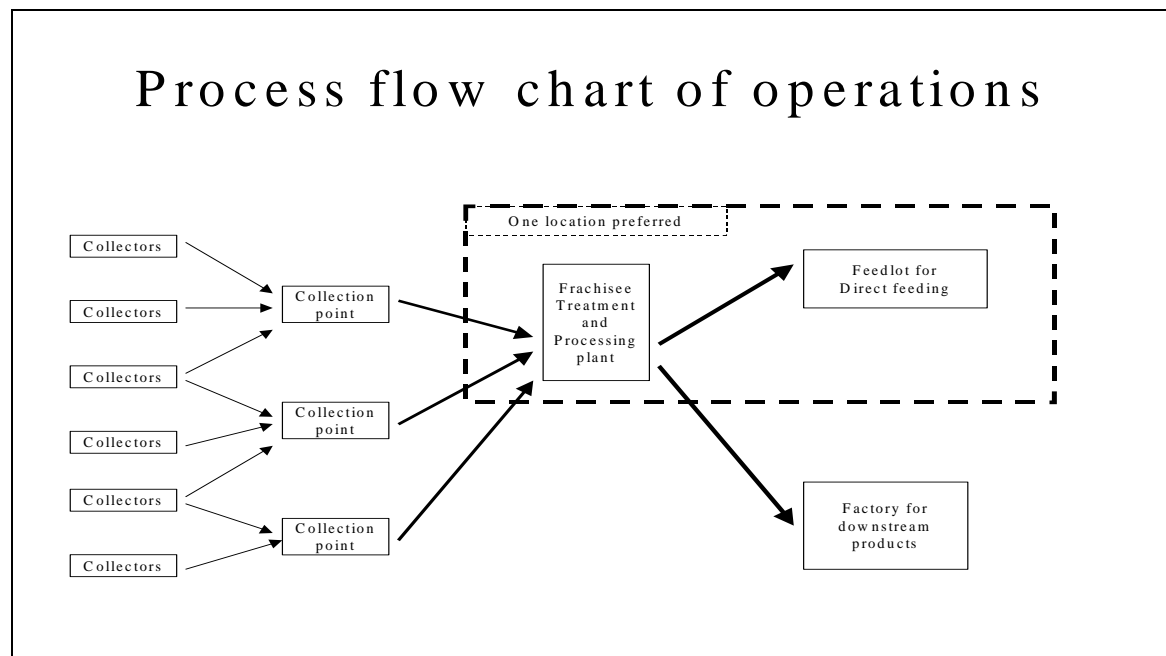 Process flow chart of operations
One location preferred
Collectors
Collectors
Collectors
Collectors
Collectors
Collectors
Collection
point
Collection
point
Collection
point
Frachisee
Treatment
and
Processing
plant
Feedlot for
Direct feeding
Factory for
downstream
products